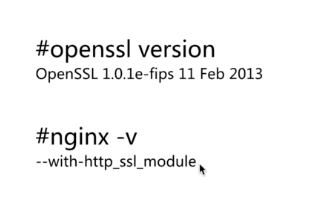 #openssl version
OpenSSL 1.0.1e-fips 11 Feb 2013
#nginx -v
--with-http_ssl_module